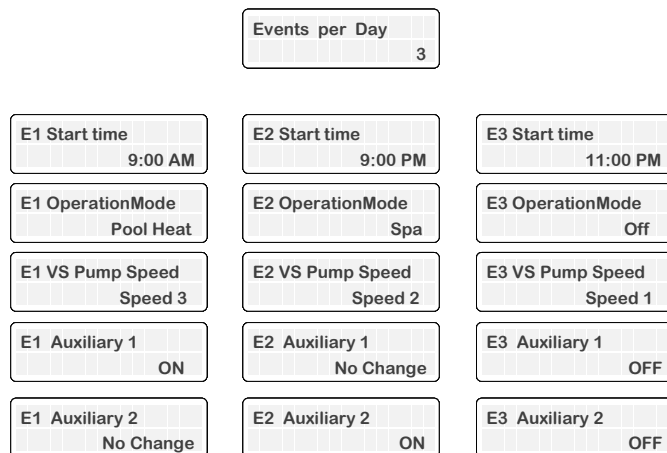 Events per Day
3
E1 Start time
9:00 AM
E2 Start time
9:00 PM
E3 Start time
11:00 PM
E1 OperationMode
Pool Heat
E2 OperationMode
Spa
E3 OperationMode
Off
E1 VS Pump Speed
Speed 3
E2 VS Pump Speed
Speed 2
E3 VS Pump Speed
Speed 1
E1 Auxiliary 1
ON
E2 Auxiliary 1
No Change
E3 Auxiliary 1
OFF
E1 Auxiliary 2
No Change
E2 Auxiliary 2
ON
E3 Auxiliary 2
OFF